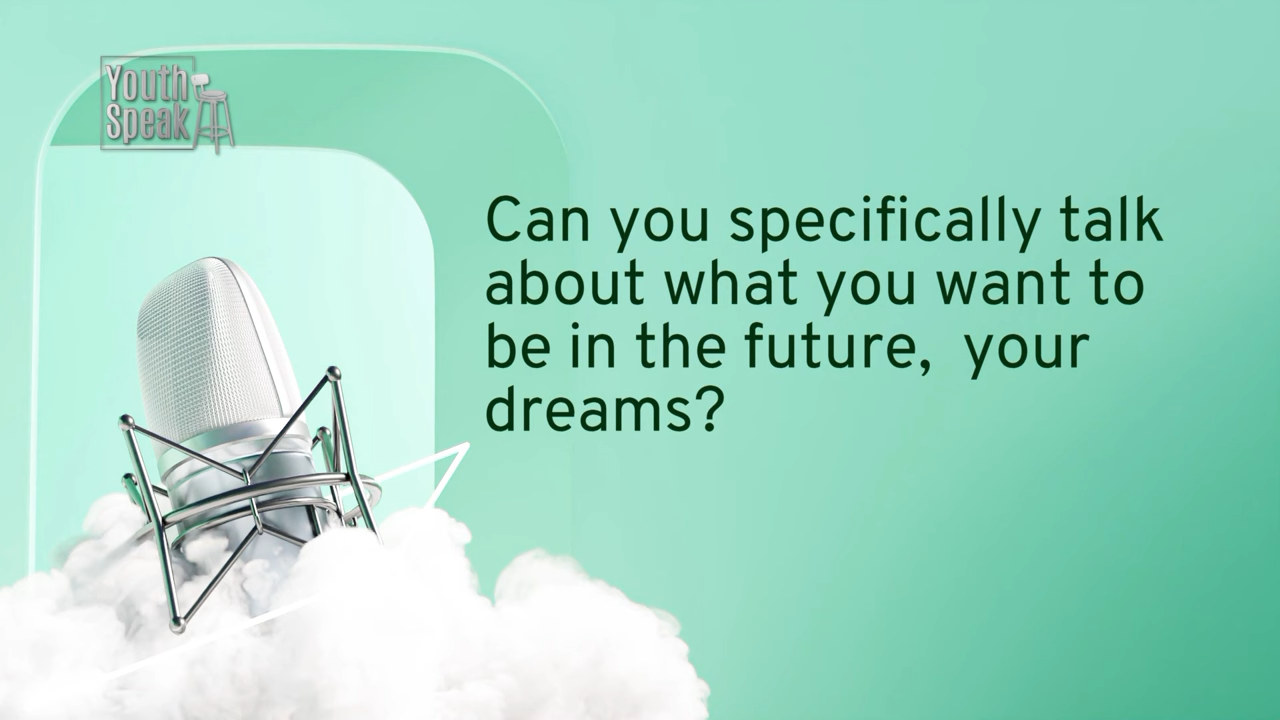 Youth
Speak
Can you specifically talk
about what you want to
be in the future,  your
dreams?